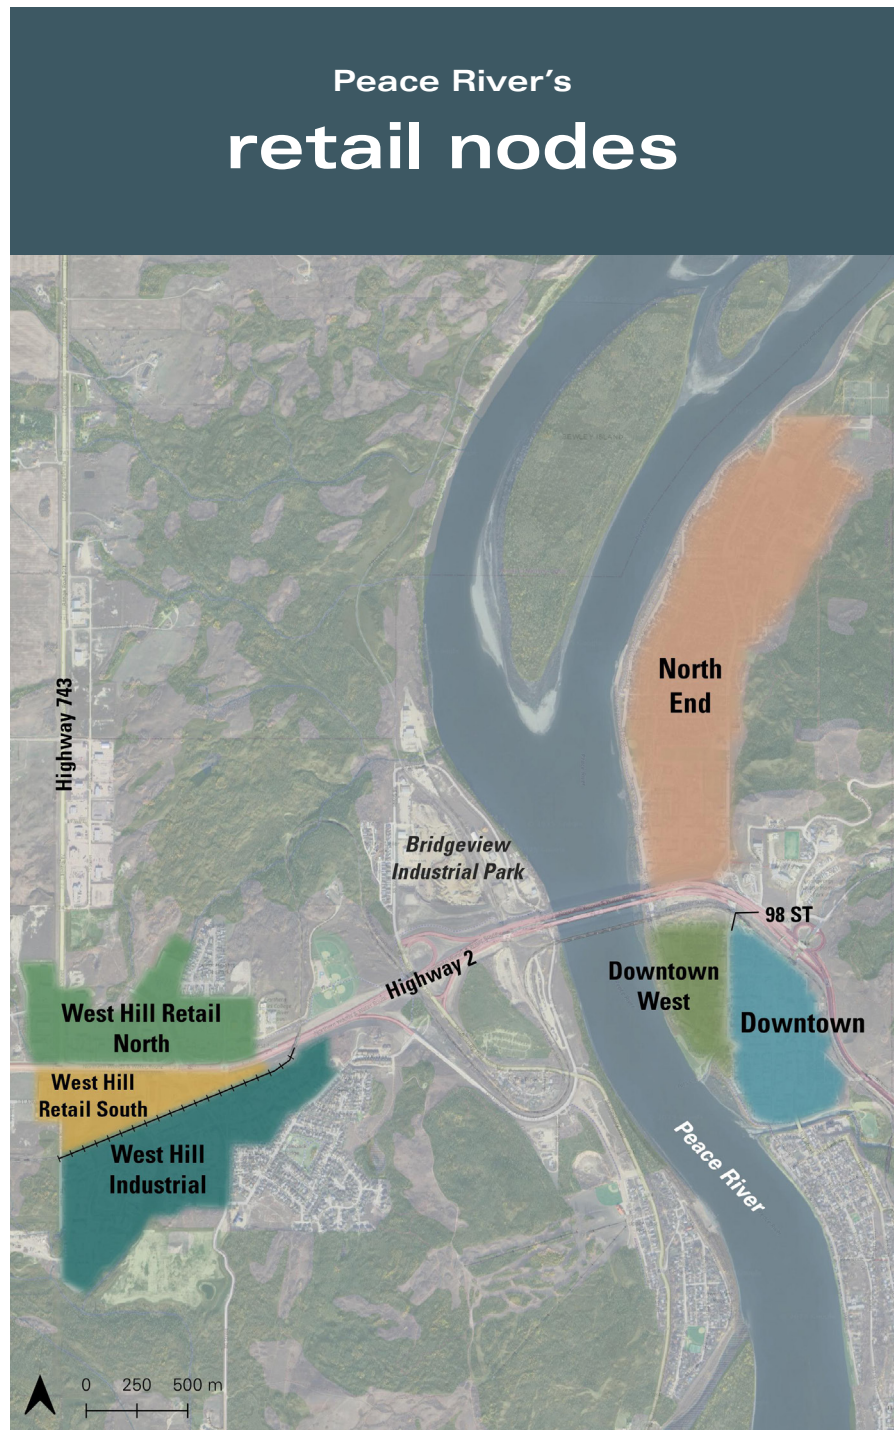 Peace River's
retail nodes
North
End
Highway 743
Bridgeview
Industrial Park
98 ST
Highway 2
Downtown
West
Downtown
West Hill Retail
North
West Hill
Retail South
West Hill
Industrial
Peace River
0 250 500 m